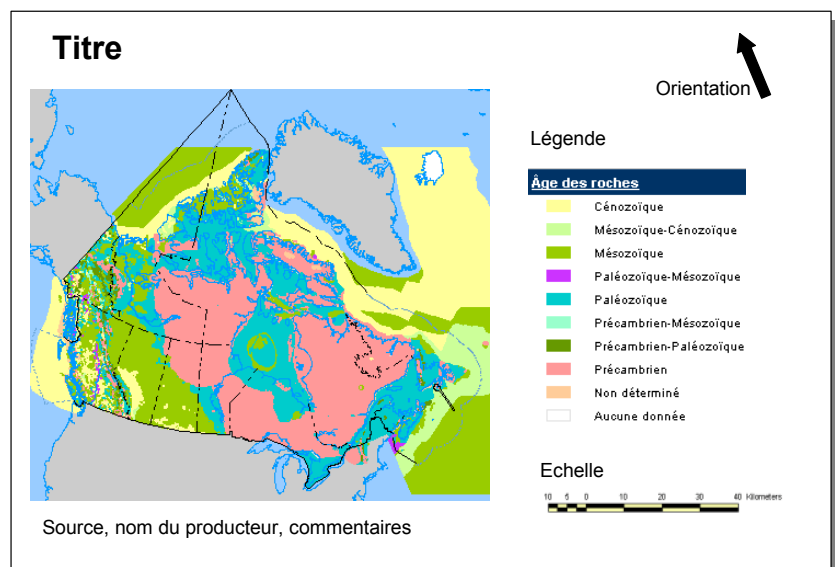 Titre
Orientation
Légende
Âge des roches
Cénozoïque
Mésozoïque-Cénozoïque
Mésozoïque
Paléozoïque-Mésozoïque
Paléozoïque
Précambrien-Mésozoïque
Précambrien-Paléozoïque
Précambrien
Non déterminé
Aucune donnée
Echelle
10 5 0 10 20 30 40 Kilometers
Source, nom du producteur, commentaires